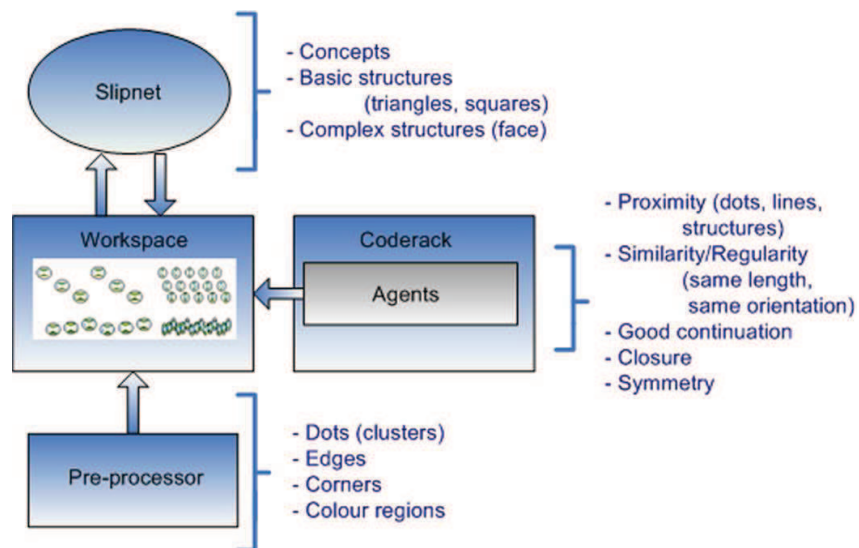 Slipnet
- Concepts
- Basic structures
(triangles, squares)
- Complex structures (face)
Workspace
Coderack
Agents
- Proximity (dots, lines,
structures)
- Similarity/Regularity
(same length,
same orientation)
- Good continuation
- Closure
- Symmetry
Pre-processor
- Dots (clusters)
- Edges
- Corners
- Colour regions